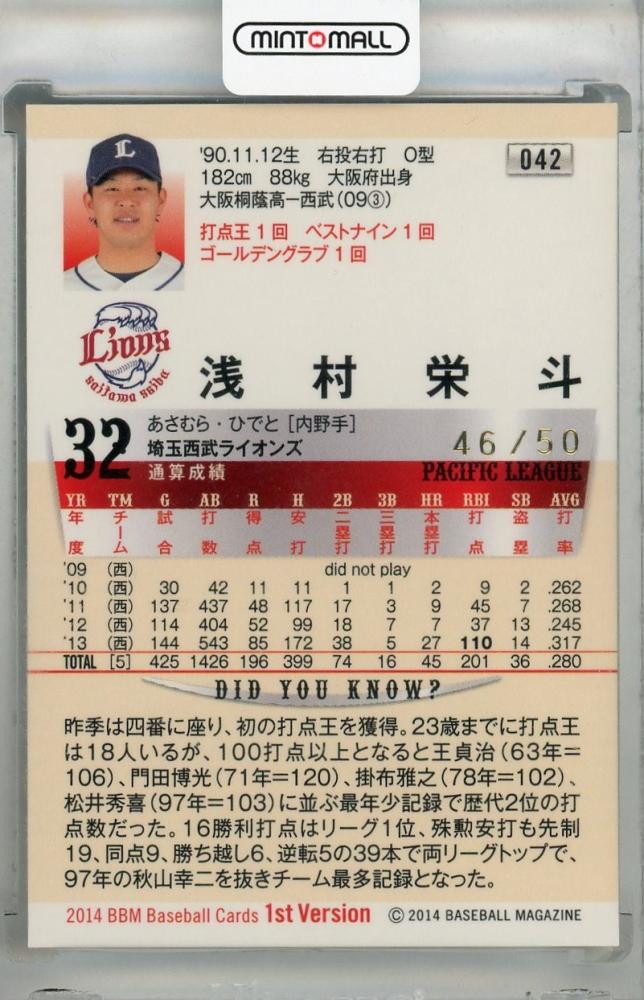 MINT MALL
L
'90.11.12生 右投右打 O型
042
182cm 88kg 大阪府出身
大阪桐蔭高ー西武(09③)
打点王1回 ベストナイン1回
ゴールデングラブ1回
Lions
saitama seibu
浅村栄斗
32
あさむら・ひでと [内野手]
埼玉西武ライオンズ
46/50
通算成績
PACIFIC LEAGUE
YR TM G AB R H 2B 3B HR RBI SB AVG
年度 チーム 試合 打数 得点 安打 二塁打 三塁打 本塁打 打点 盗塁 打率
'09 (西) did not play
'10 (西) 30 42 11 11 1 1 2 9 2 .262
'11 (西) 137 437 48 117 17 3 9 45 7 .268
'12 (西) 114 404 52 99 18 7 7 37 13 .245
'13 (西) 144 543 85 172 38 5 27 110 14 .317
TOTAL [5] 425 1426 196 399 74 16 45 201 36 .280
DID YOU KNOW?
昨季は四番に座り、初の打点王を獲得。23歳までに打点王
は18人いるが、100打点以上となると王貞治(63年=
106)、門田博光(71年=120)、掛布雅之(78年=102)、
松井秀喜(97年=103)に並ぶ最年少記録で歴代2位の打
点数だった。16勝利打点はリーグ1位、殊勲安打も先制
19、同点9、勝ち越し6、逆転5の39本で両リーグトップで、
97年の秋山幸二を抜きチーム最多記録となった。
2014 BBM Baseball Cards 1st Version © 2014 BASEBALL MAGAZINE